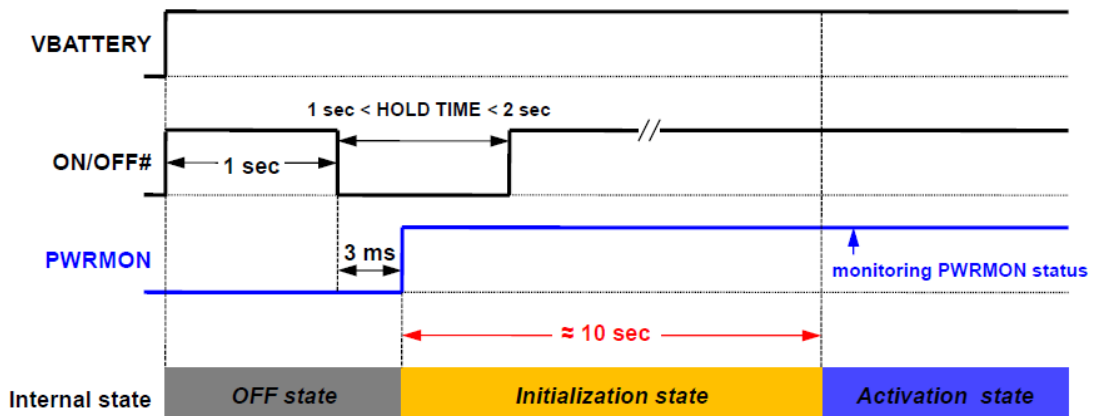 VBATTERY
1 sec < HOLD TIME < 2 sec
ON/OFF#
1 sec
//
PWRMON
3 ms
monitoring PWRMON status
≈ 10 sec
Internal state
OFF state
Initialization state
Activation state